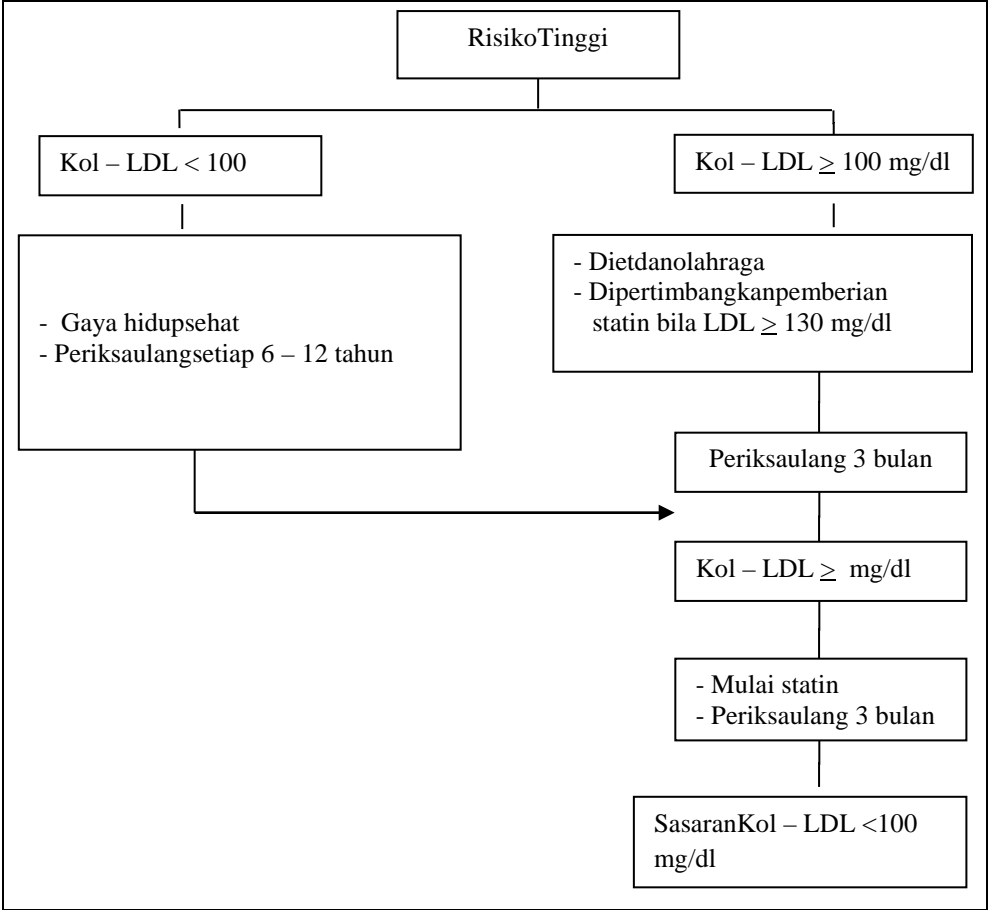 RisikoTinggi
Kol – LDL < 100
Kol – LDL ≥ 100 mg/dl
- Gaya hidupsehat
- Periksaulangsetiap 6 – 12 tahun
- Dietdanolahraga
- Dipertimbangkanpemberian
statin bila LDL ≥ 130 mg/dl
Periksaulang 3 bulan
Kol – LDL ≥ mg/dl
- Mulai statin
- Periksaulang 3 bulan
SasaranKol – LDL <100
mg/dl